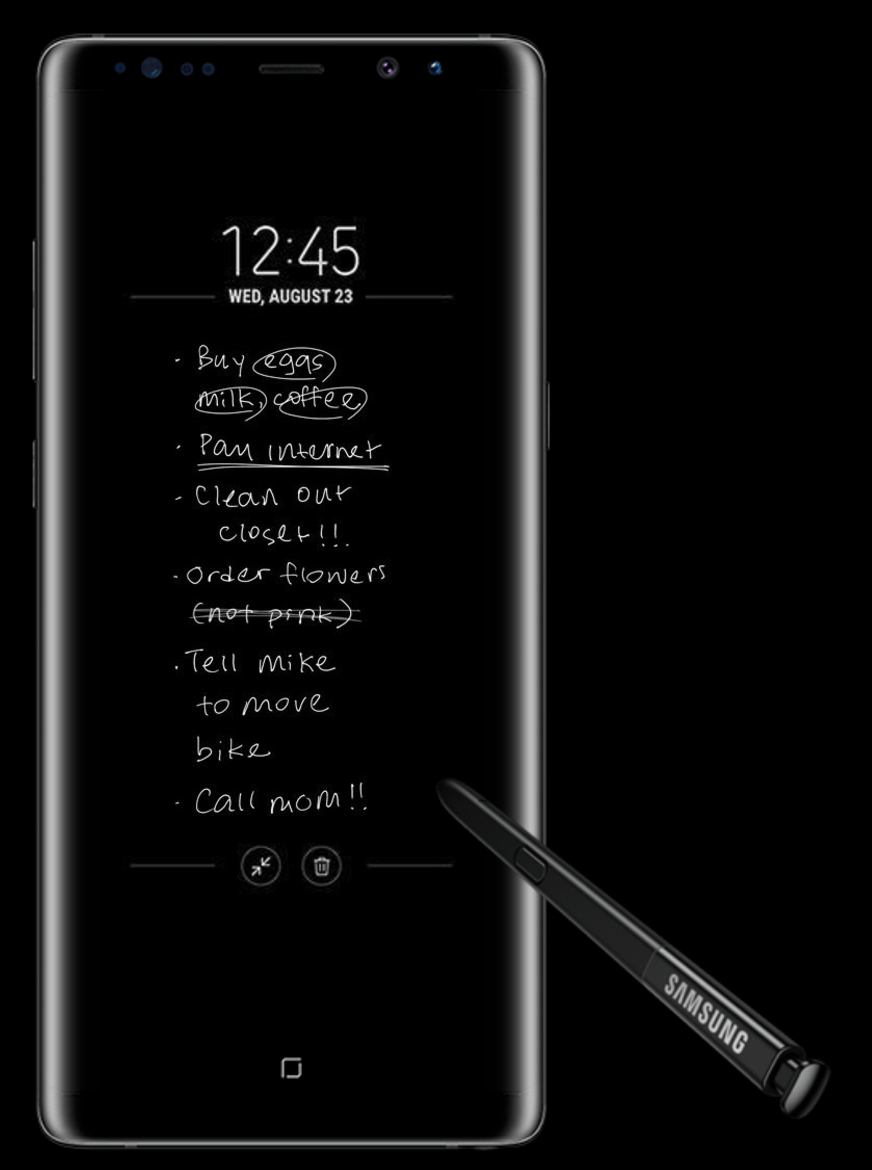 12:45
WED, AUGUST 23
· Buy eggs
milk, coffee
· Pay internet
· Clean out
closet!!!
· Order flowers
(not pink)
· Tell mike
to move
bike
· Call mom!!
SAMSUNG